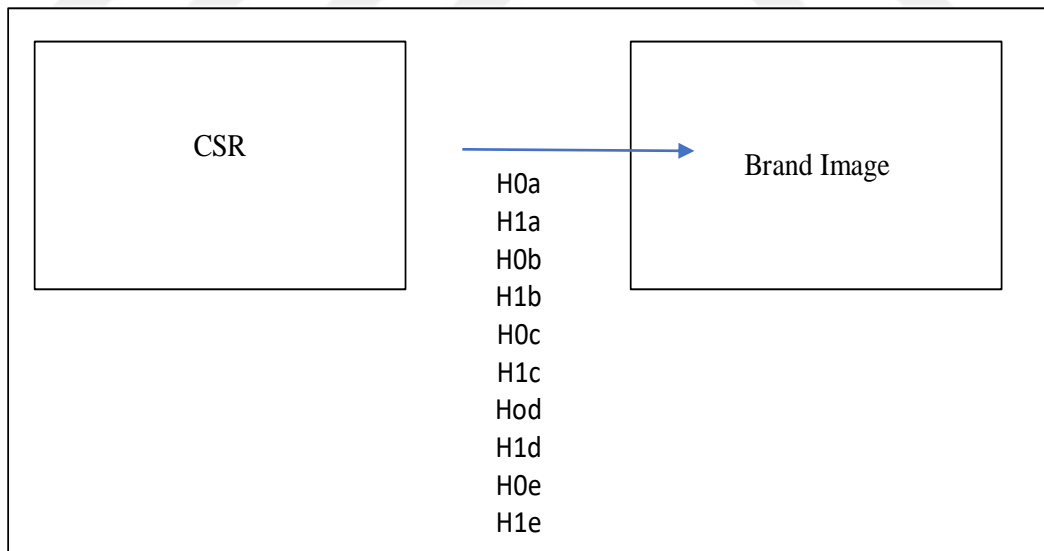 CSR
Brand Image
H0a
H1a
H0b
H1b
H0c
H1c
Hod
H1d
H0e
H1e